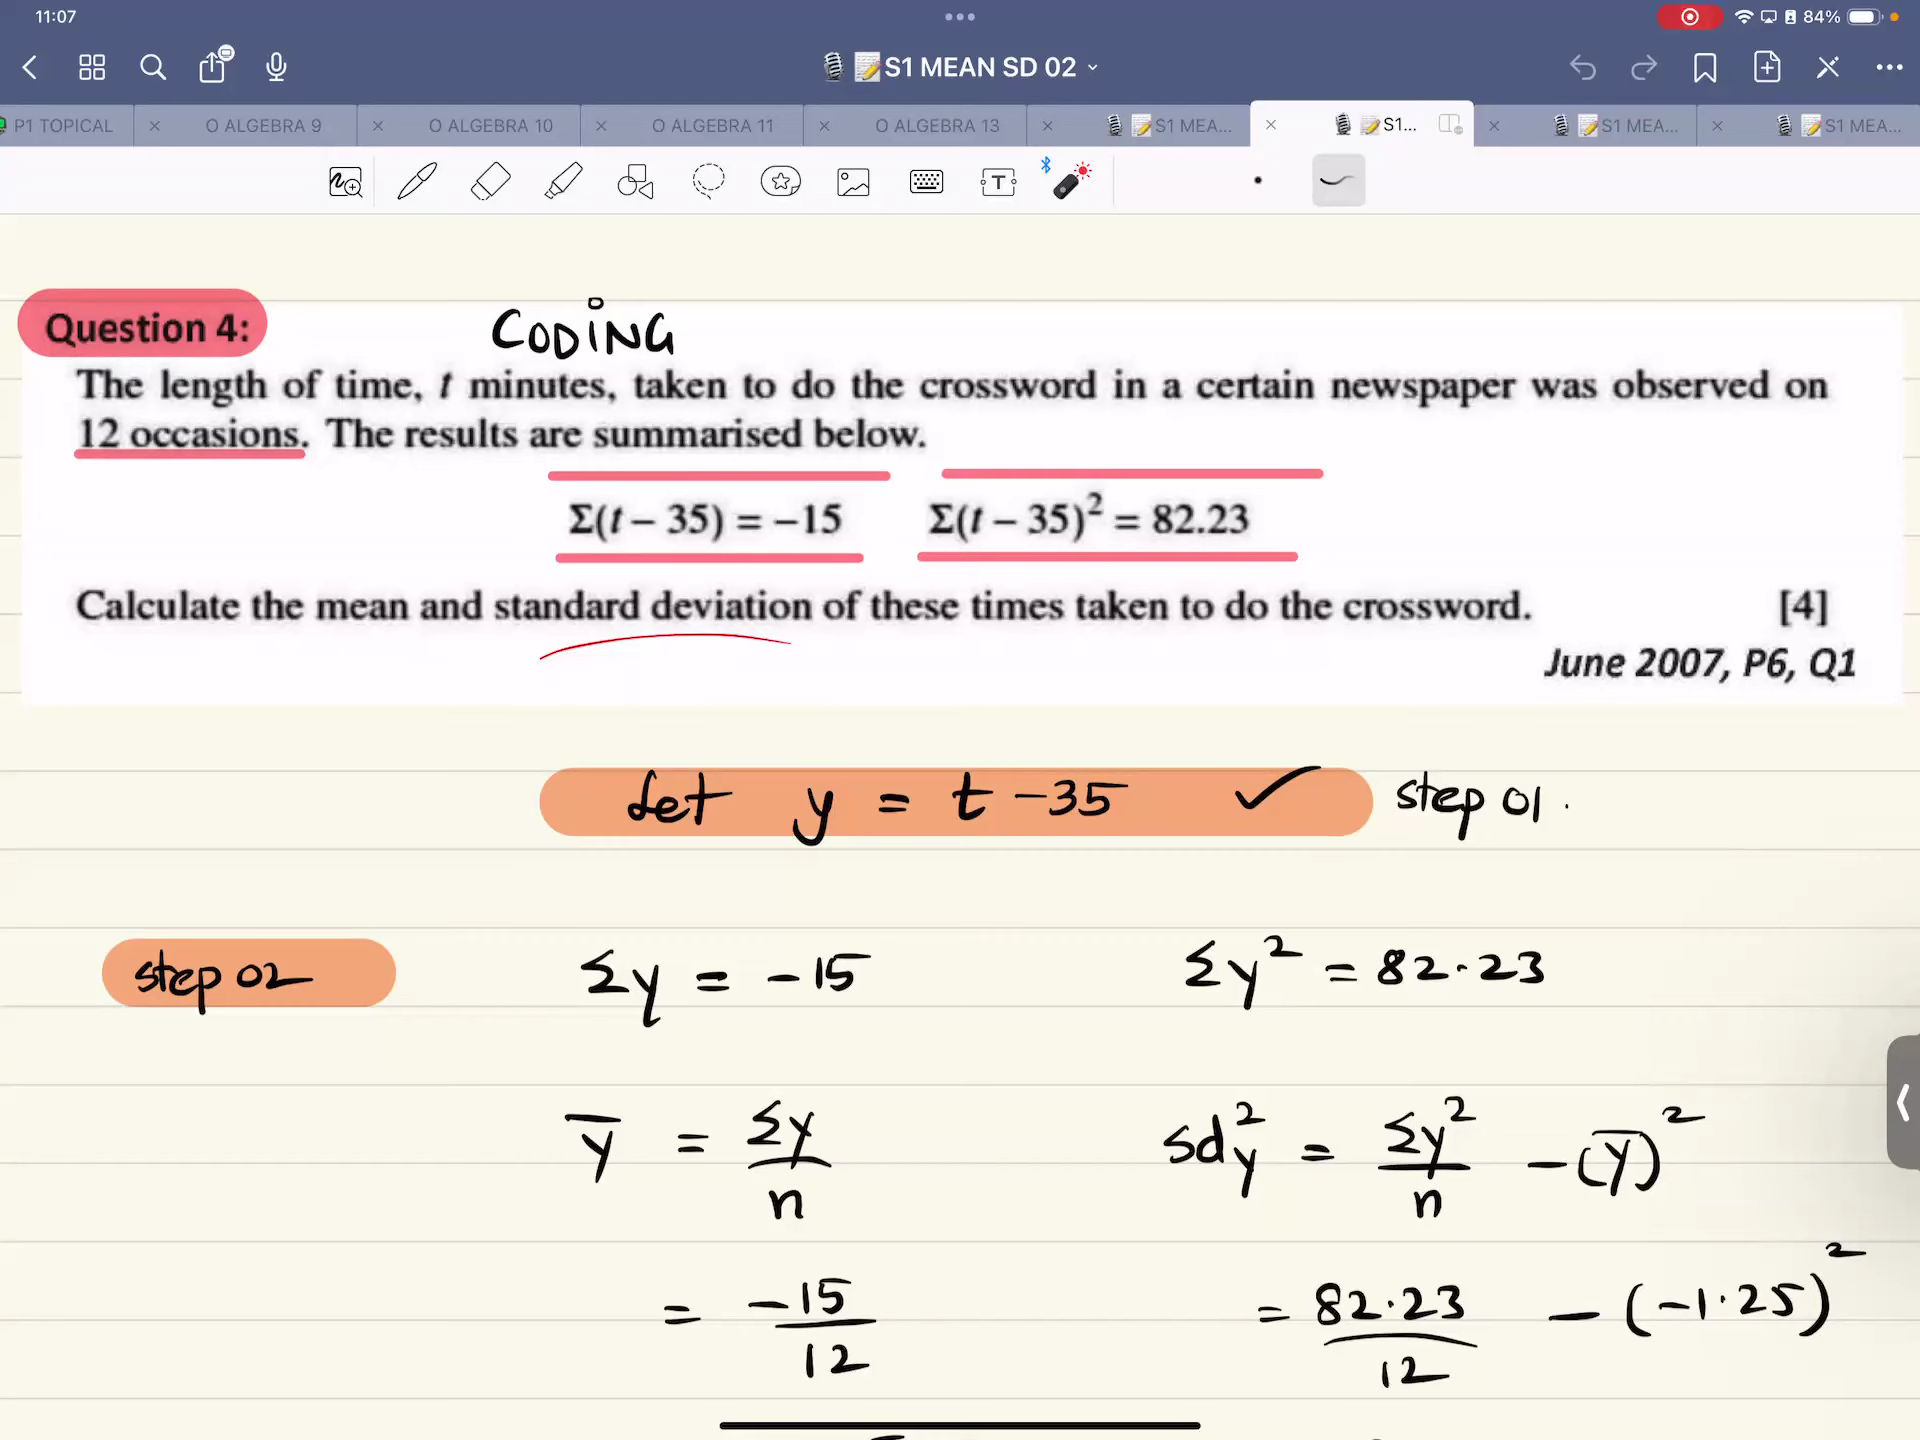 11:07
84%
S1 MEAN SD 02
P1 TOPICAL
O ALGEBRA 9
O ALGEBRA 10
O ALGEBRA 11
O ALGEBRA 13
S1 MEA...
S1...
S1 MEA...
S1 MEA...
Question 4:
CODING
The length of time, t minutes, taken to do the crossword in a certain newspaper was observed on
12 occasions. The results are summarised below.
Σ(t − 35) = −15 Σ(t − 35)² = 82.23
Calculate the mean and standard deviation of these times taken to do the crossword. [4]
June 2007, P6, Q1
Let y = t − 35 ✓ step 01.
step 02 Σy = −15 Σy² = 82.23
ȳ = Σy/n sd²y = Σy²/n − (ȳ)²
= −15/12 = 82.23/12 − (−1.25)²